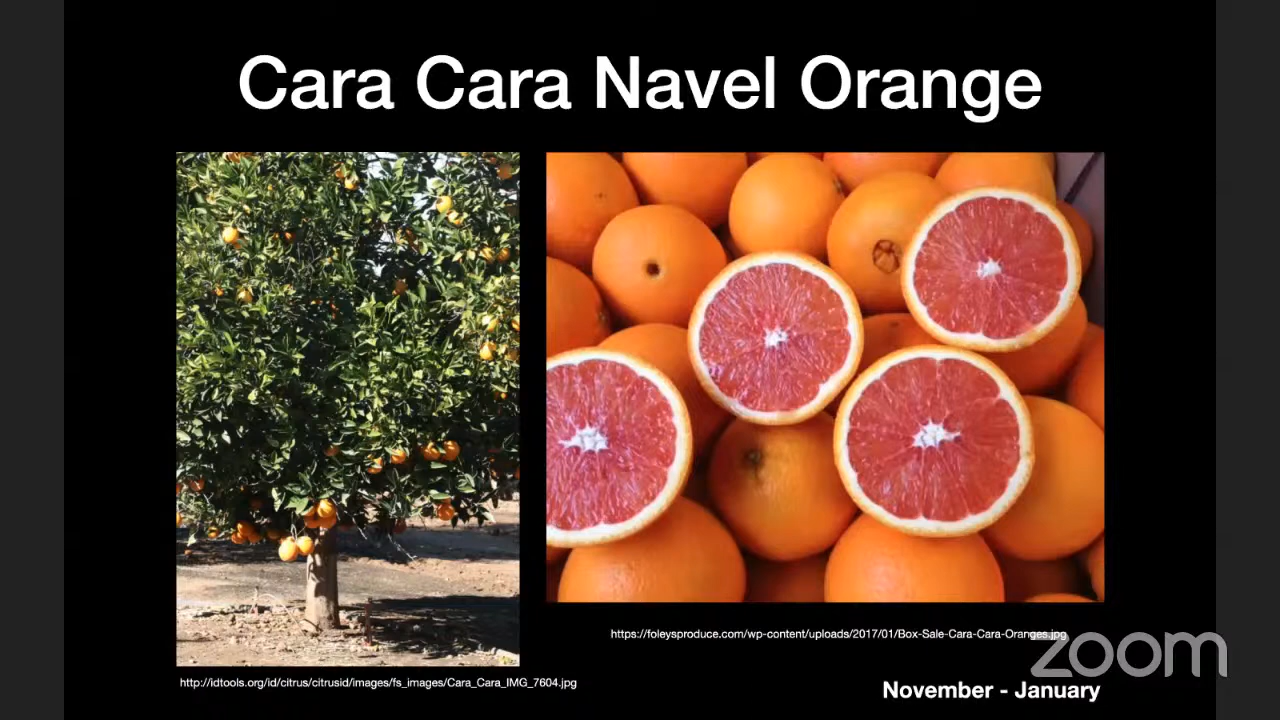 Cara Cara Navel Orange
https://foleysproduce.com/wp-content/uploads/2017/01/Box-Sale-Cara-Cara-Oranges.jpg
http://idtools.org/id/citrus/citrusid/images/fs_images/Cara_Cara_IMG_7604.jpg
November - January
zoom